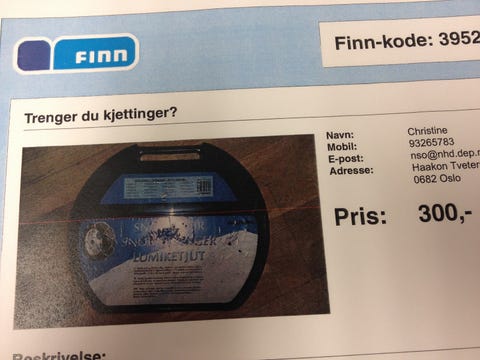 FINN
Finn-kode: 3952
Trenger du kjettinger?
Navn: Christine
Mobil: 93265783
E-post: nso@nhd.dep.n
Adresse: Haakon Tveter
0682 Oslo
Pris: 300,-
LUMIKETJUT
Beskrivelse: